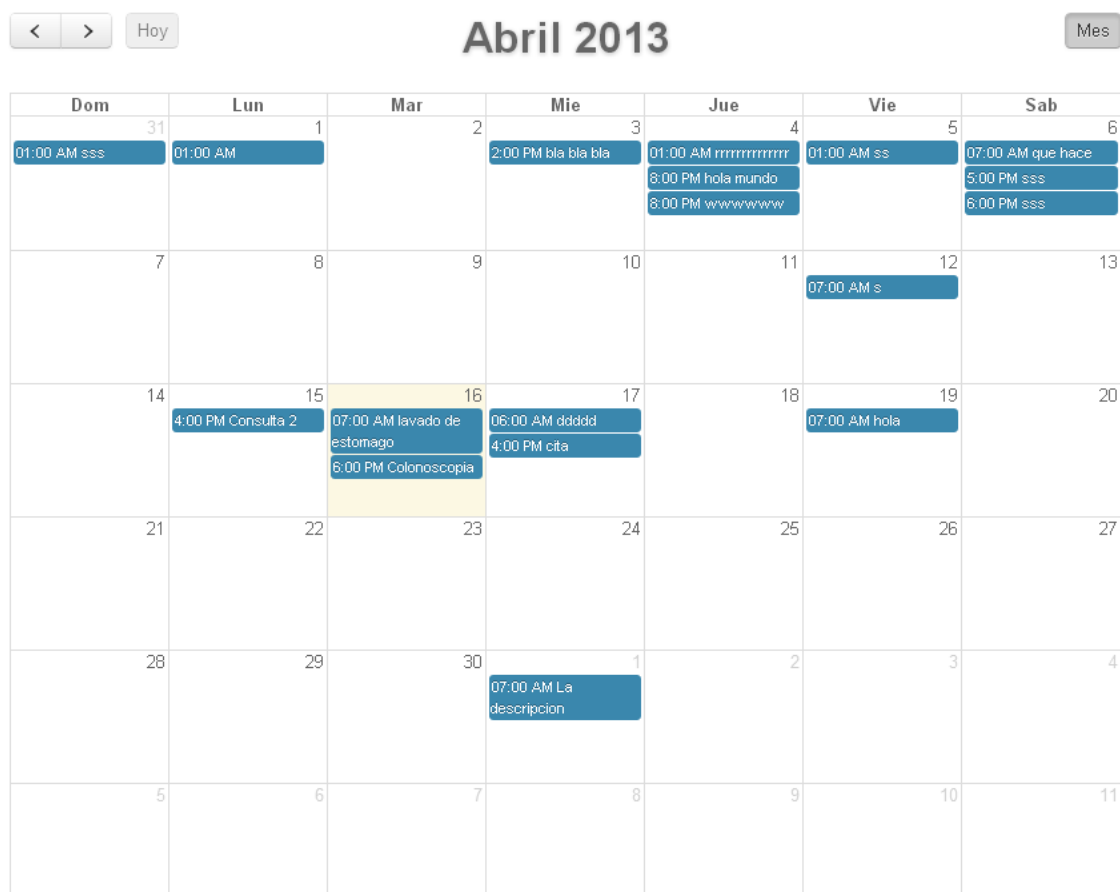 Hoy
Abril 2013
Mes
Dom Lun Mar Mie Jue Vie Sab
31 1 2 3 4 5 6
01:00 AM sss
01:00 AM
2:00 PM bla bla bla
01:00 AM rrrrrrrrrrrrr
8:00 PM hola mundo
8:00 PM wwwwww
01:00 AM ss
07:00 AM que hace
5:00 PM sss
6:00 PM sss
7 8 9 10 11 12 13
07:00 AM s
14 15 16 17 18 19 20
4:00 PM Consulta 2
07:00 AM lavado de
estomago
6:00 PM Colonoscopia
06:00 AM ddddd
4:00 PM cita
07:00 AM hola
21 22 23 24 25 26 27
28 29 30 1 2 3 4
07:00 AM La
descripcion
5 6 7 8 9 10 11